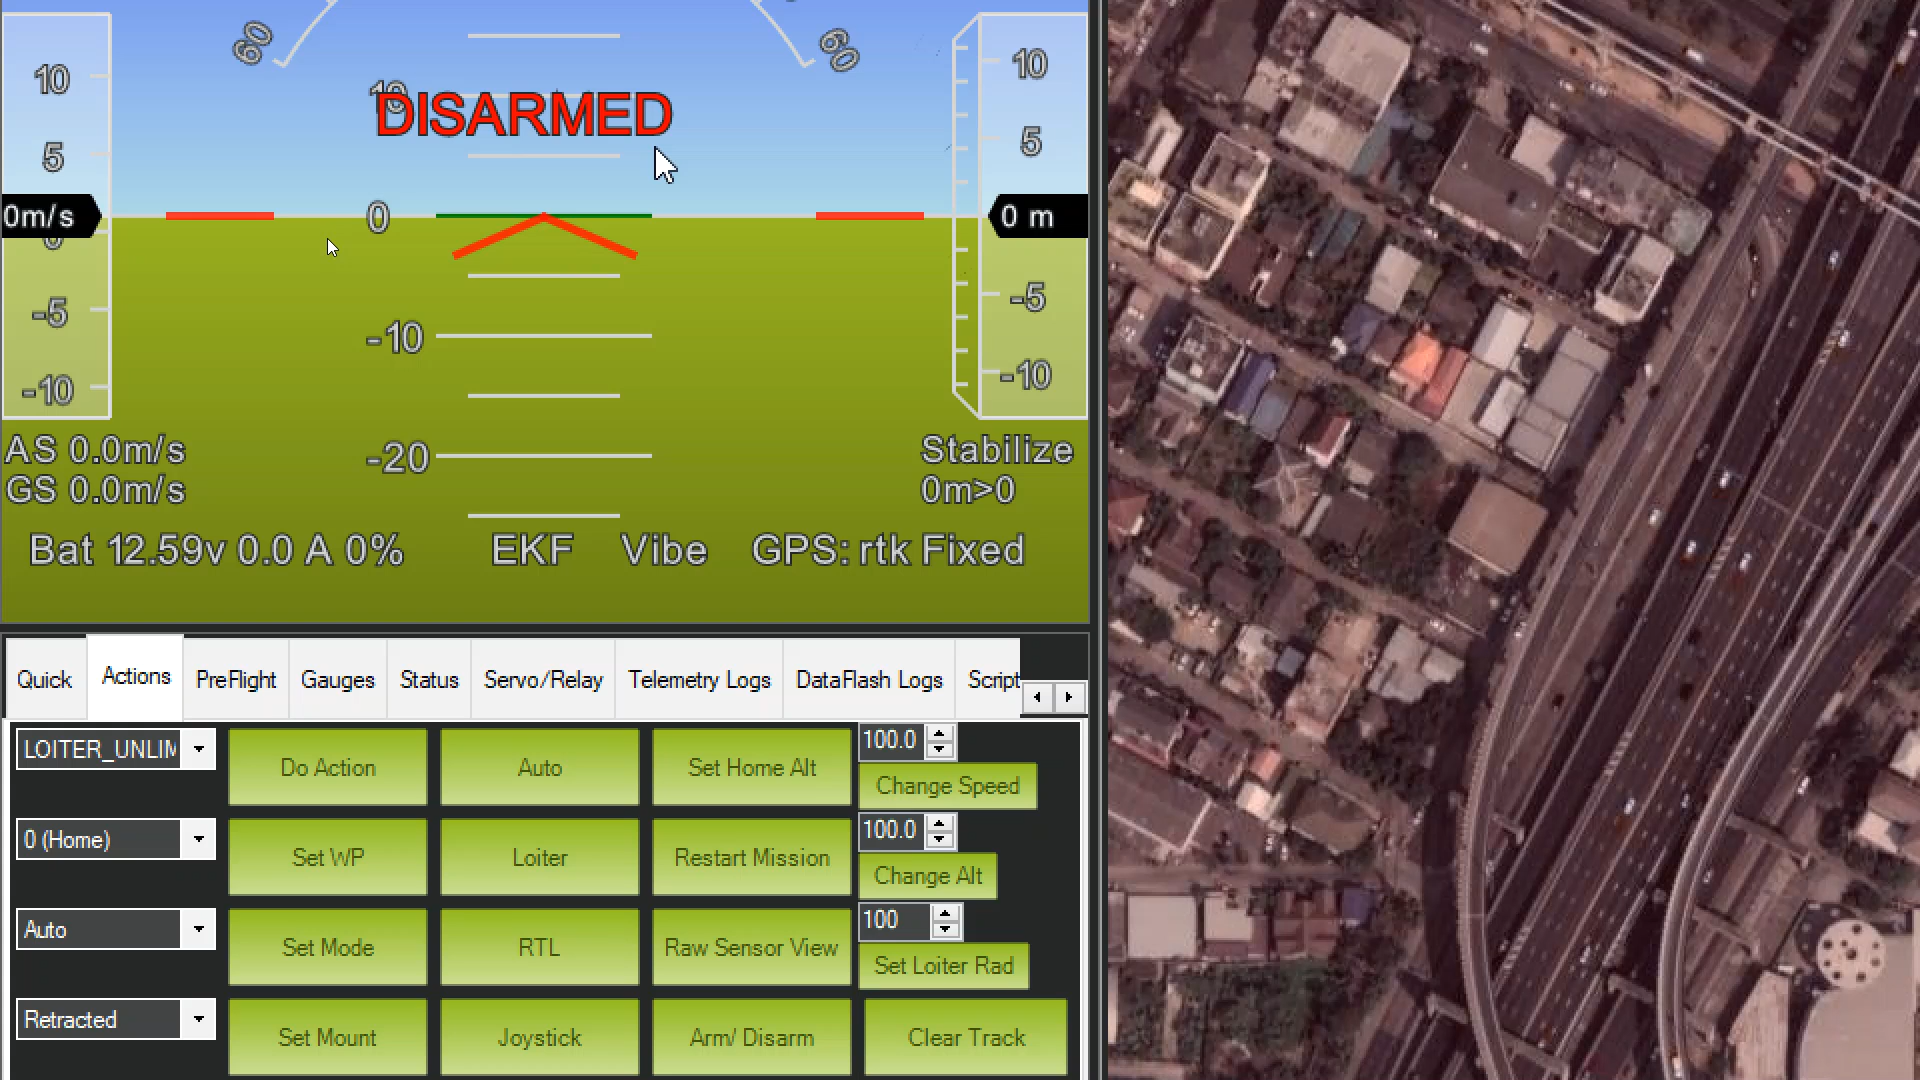 60 60
10 10 10
DISARMED
5 5
0m/s 0 0 m
0
-5 -5
-10
-10 -10
AS 0.0m/s Stabilize
-20
GS 0.0m/s 0m>0
Bat 12.59v 0.0 A 0% EKF Vibe GPS: rtk Fixed
Quick Actions PreFlight Gauges Status Servo/Relay Telemetry Logs DataFlash Logs Script
LOITER_UNLIM Do Action Auto Set Home Alt 100.0
Change Speed
0 (Home) Set WP Loiter Restart Mission 100.0
Change Alt
Auto Set Mode RTL Raw Sensor View 100
Set Loiter Rad
Retracted Set Mount Joystick Arm/ Disarm Clear Track